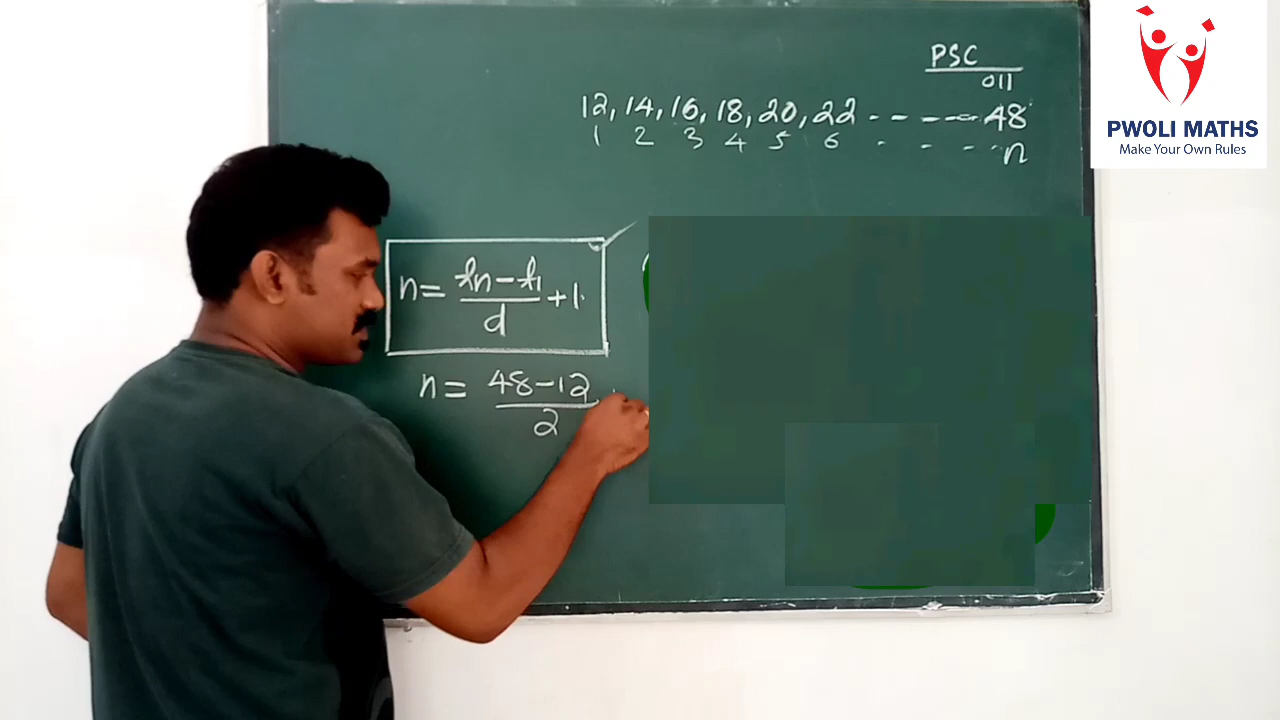 PSC
011
12, 14, 16, 18, 20, 22 - - - - - 48
1 2 3 4 5 6 . - - - . n
PWOLI MATHS
Make Your Own Rules
n = tn - t1 / d + 1.
n = 48 - 12 / 2